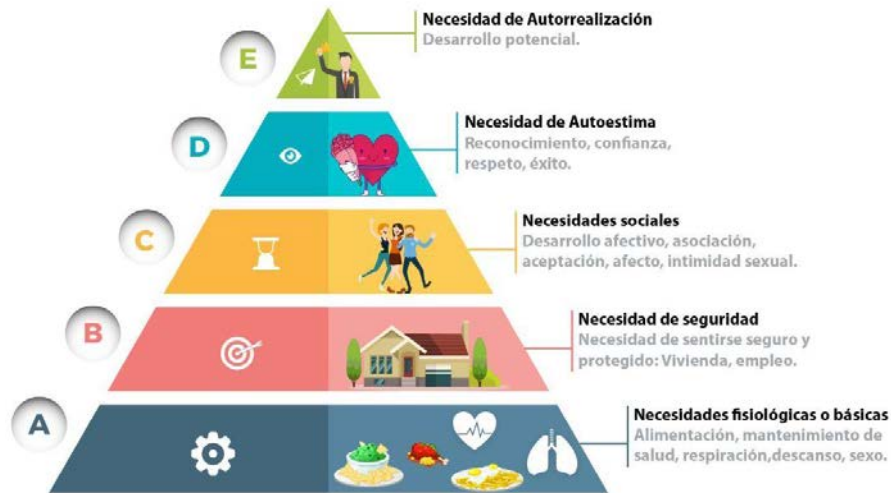 E
Necesidad de Autorrealización
Desarrollo potencial.
D
Necesidad de Autoestima
Reconocimiento, confianza,
respeto, éxito.
C
Necesidades sociales
Desarrollo afectivo, asociación,
aceptación, afecto, intimidad sexual.
B
Necesidad de seguridad
Necesidad de sentirse seguro y
protegido: Vivienda, empleo.
A
Necesidades fisiológicas o básicas
Alimentación, mantenimiento de
salud, respiración,descanso, sexo.